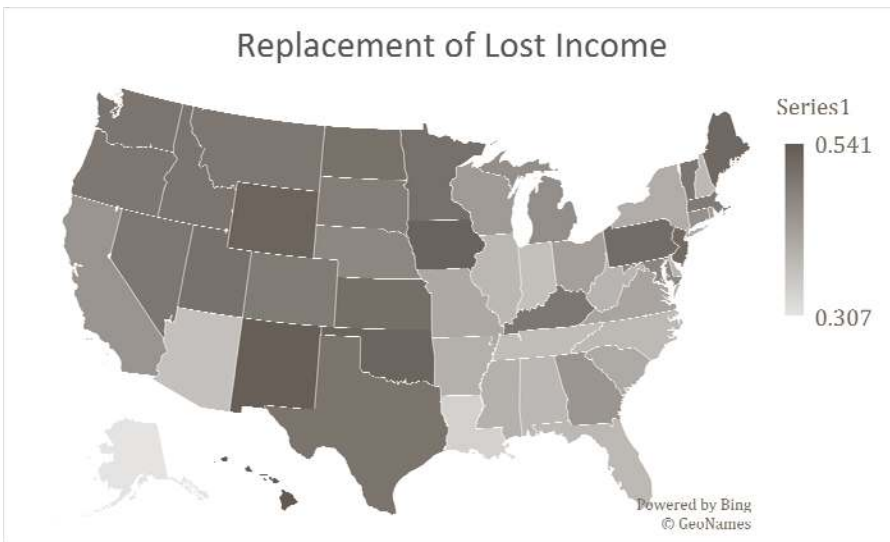 Replacement of Lost Income
Series1
0.541
0.307
Powered by Bing
© GeoNames